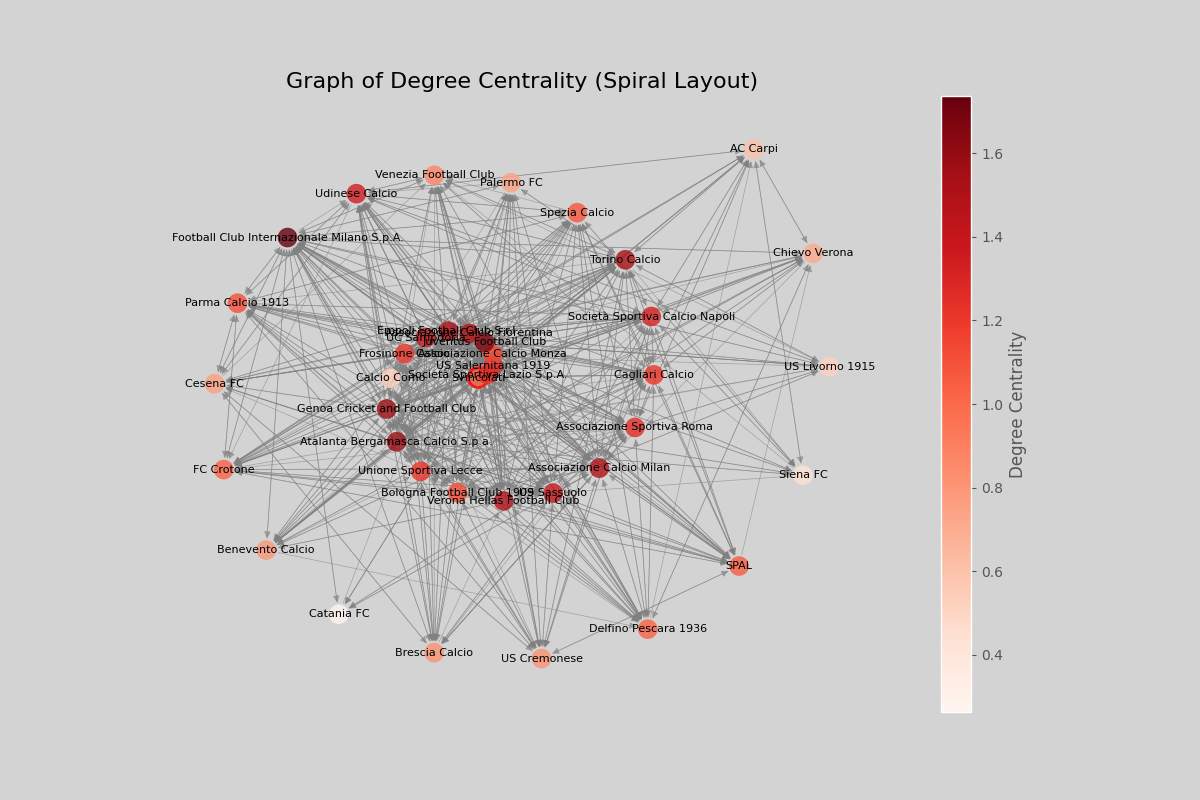 Graph of Degree Centrality (Spiral Layout)
AC Carpi
Venezia Football Club
Palermo FC
Udinese Calcio
Spezia Calcio
Football Club Internazionale Milano S.p.A.
Chievo Verona
Torino Calcio
Parma Calcio 1913
Società Sportiva Calcio Napoli
Empoli Football Club S.r.l.
Calcio Fiorentina
UC Sampdoria
Juventus Football Club
Frosinone Calcio
Associazione Calcio Monza
US Salernitana 1919
US Livorno 1915
Calcio Como
Società Sportiva Lazio S.p.A.
Svincolati
Cagliari Calcio
Cesena FC
Genoa Cricket and Football Club
Associazione Sportiva Roma
Atalanta Bergamasca Calcio S.p.a.
FC Crotone
Unione Sportiva Lecce
Associazione Calcio Milan
Siena FC
Bologna Football Club 1909
US Sassuolo
Verona Hellas Football Club
Benevento Calcio
SPAL
Catania FC
Delfino Pescara 1936
Brescia Calcio
US Cremonese
1.6
1.4
1.2
1.0
0.8
0.6
0.4
Degree Centrality